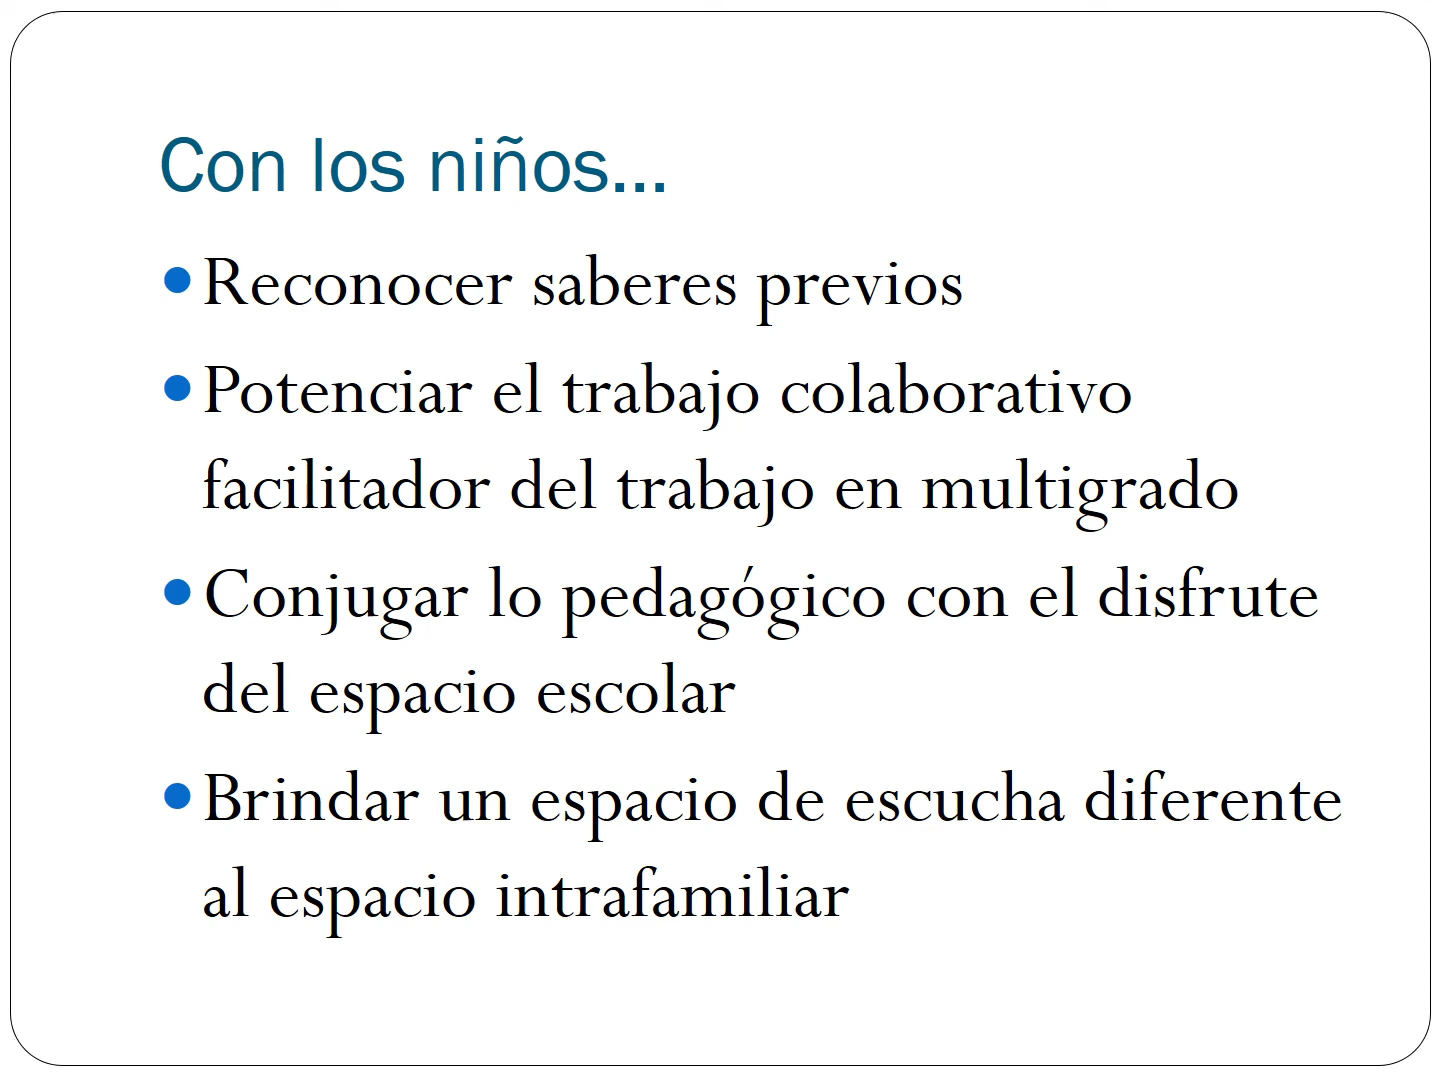 Con los niños...
• Reconocer saberes previos
• Potenciar el trabajo colaborativo
facilitador del trabajo en multigrado
• Conjugar lo pedagógico con el disfrute
del espacio escolar
• Brindar un espacio de escucha diferente
al espacio intrafamiliar